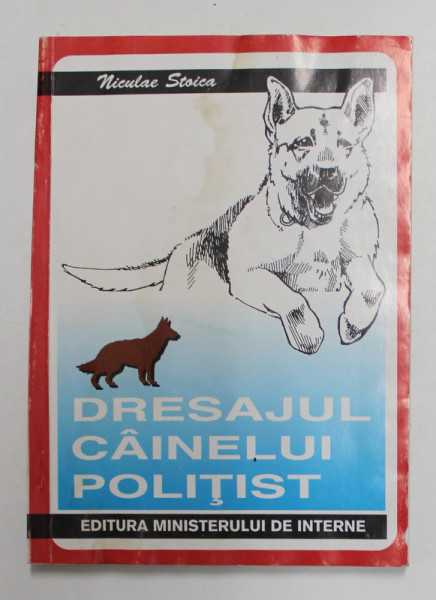 Niculae Stoica
DRESAJUL
CÂINELUI
POLIŢIST
EDITURA MINISTERULUI DE INTERNE